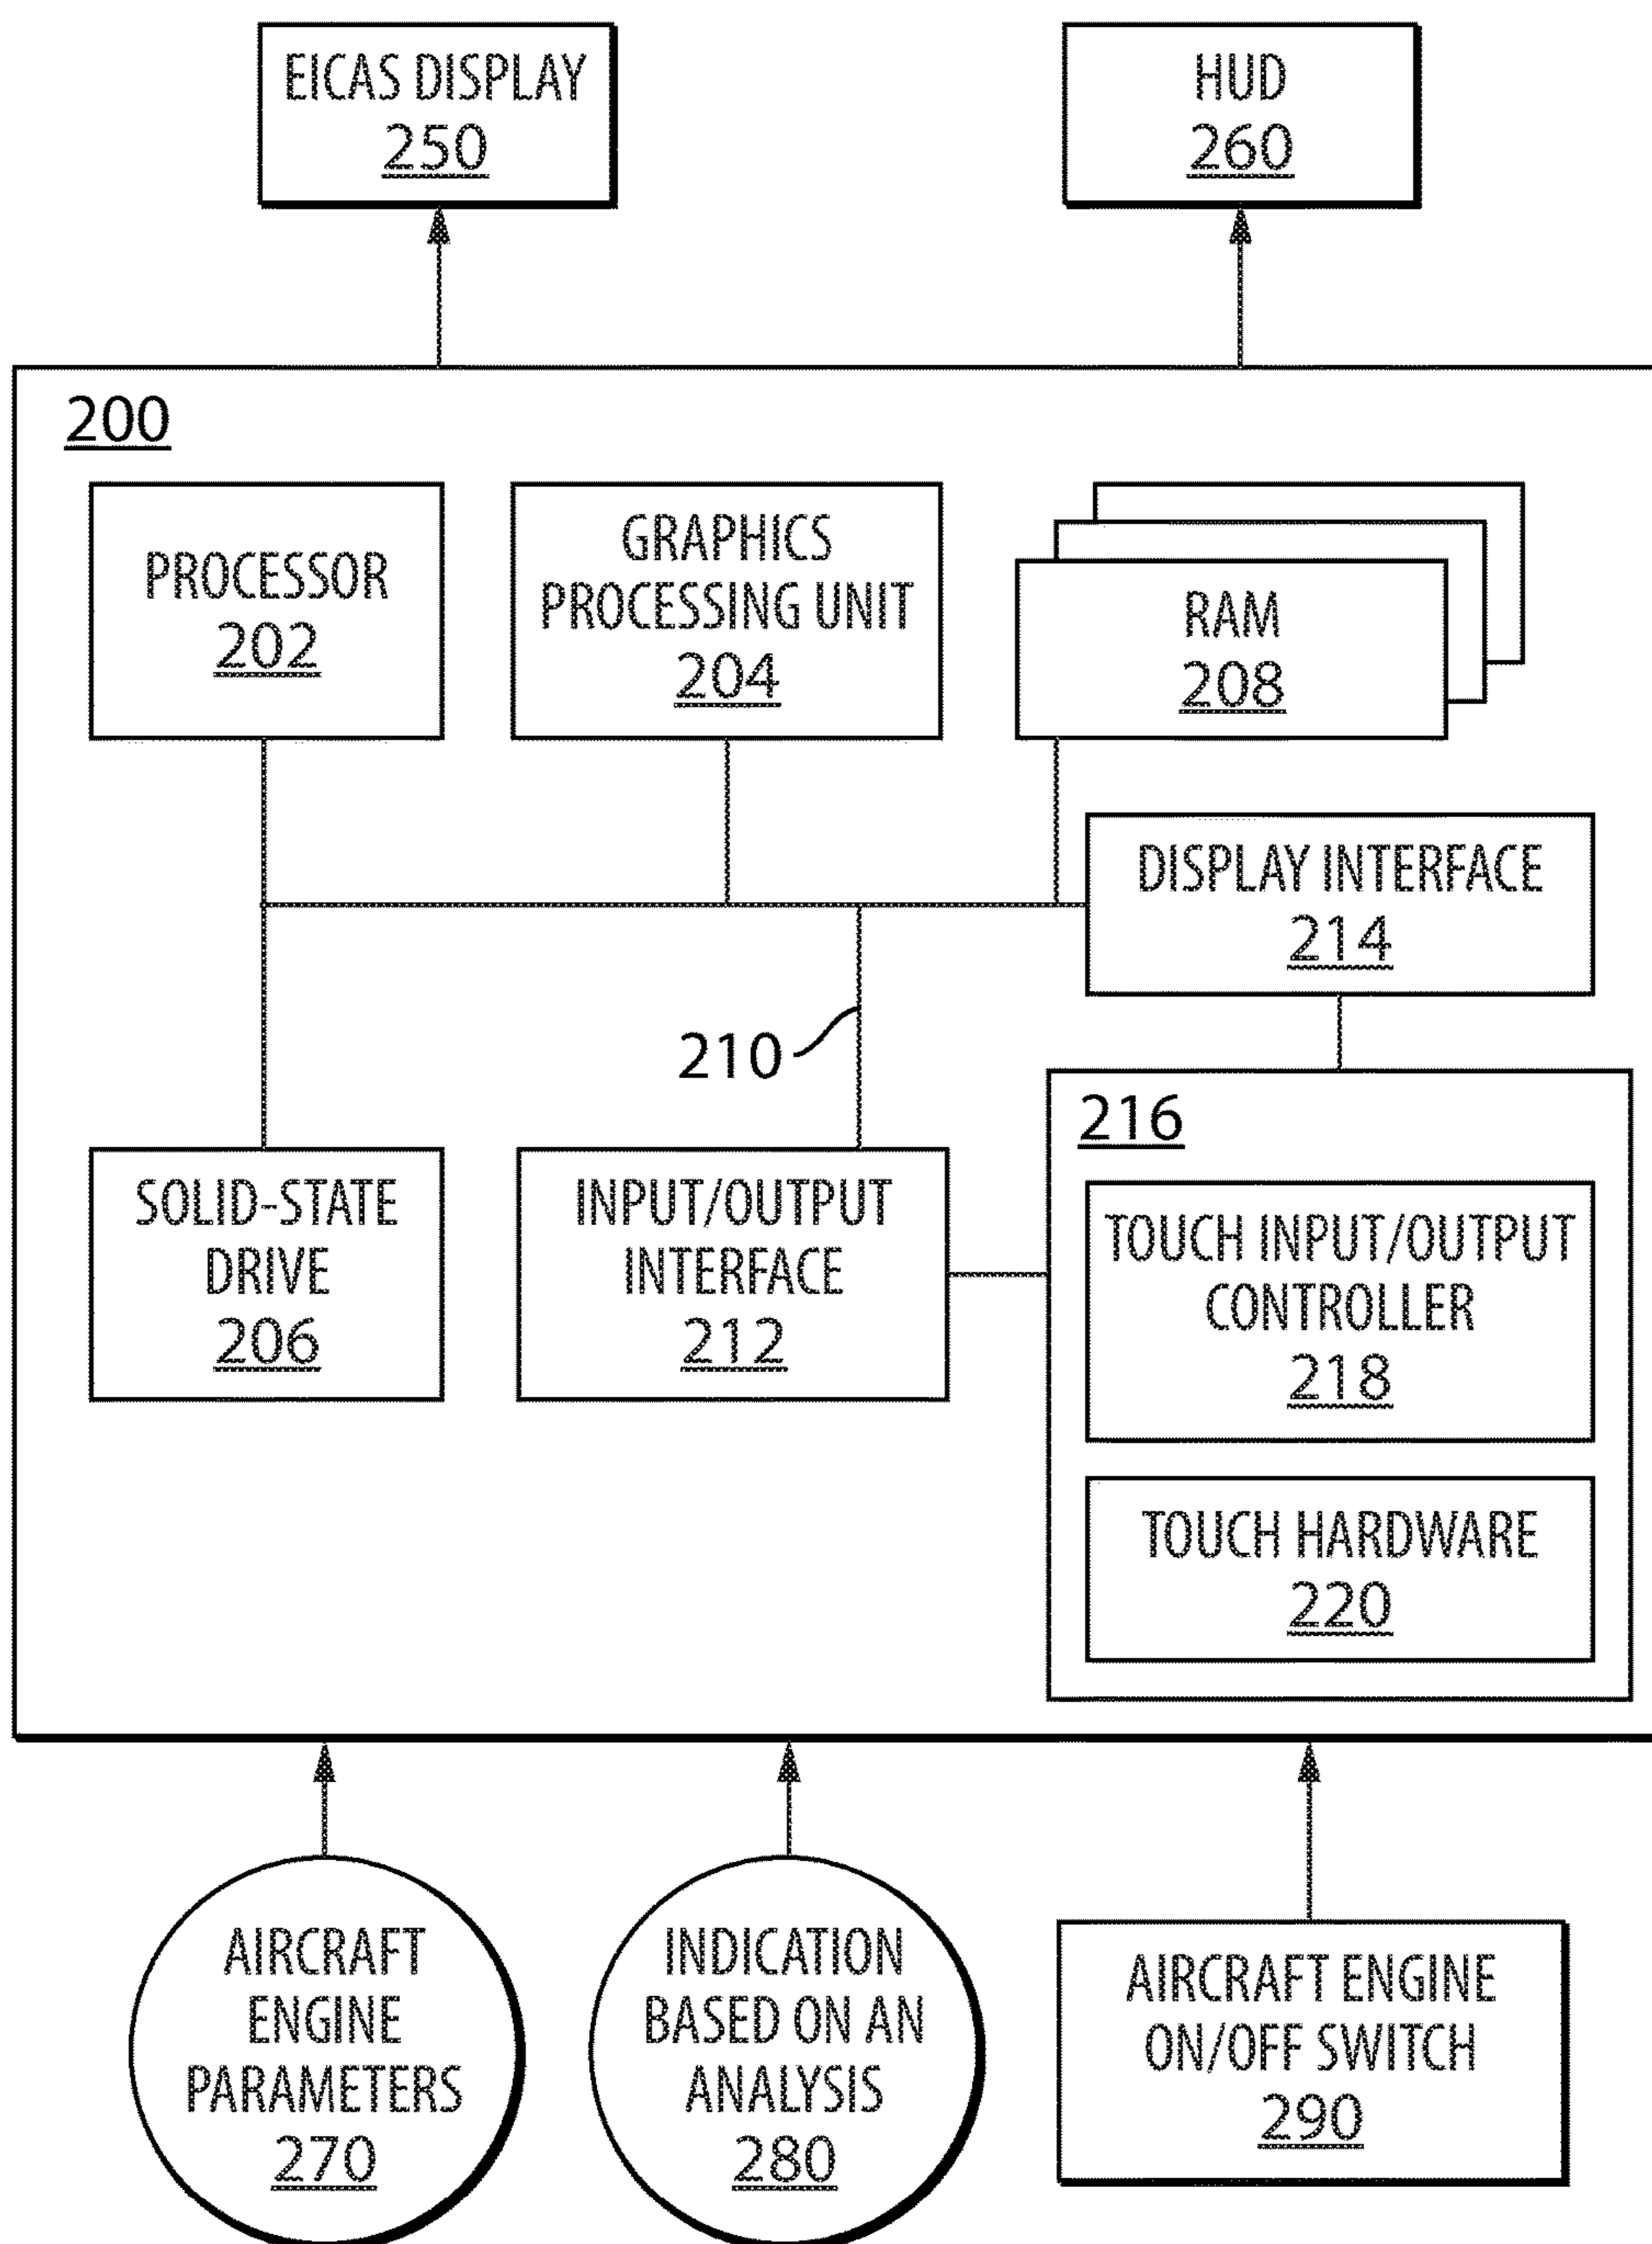 EICAS DISPLAY
250
HUD
260
200
PROCESSOR
202
GRAPHICS
PROCESSING UNIT
204
RAM
208
DISPLAY INTERFACE
214
210
SOLID-STATE
DRIVE
206
INPUT/OUTPUT
INTERFACE
212
216
TOUCH INPUT/OUTPUT
CONTROLLER
218
TOUCH HARDWARE
220
AIRCRAFT
ENGINE
PARAMETERS
270
INDICATION
BASED ON AN
ANALYSIS
280
AIRCRAFT ENGINE
ON/OFF SWITCH
290